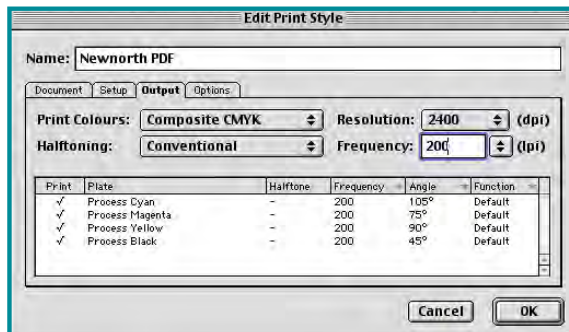 Edit Print Style
Name: Newnorth PDF
Document Setup Output Options
Print Colours: Composite CMYK Resolution: 2400 (dpi)
Halftoning: Conventional Frequency: 200 (lpi)
Print Plate Halftone Frequency Angle Function
√ Process Cyan - 200 105° Default
√ Process Magenta - 200 75° Default
√ Process Yellow - 200 90° Default
√ Process Black - 200 45° Default
Cancel OK